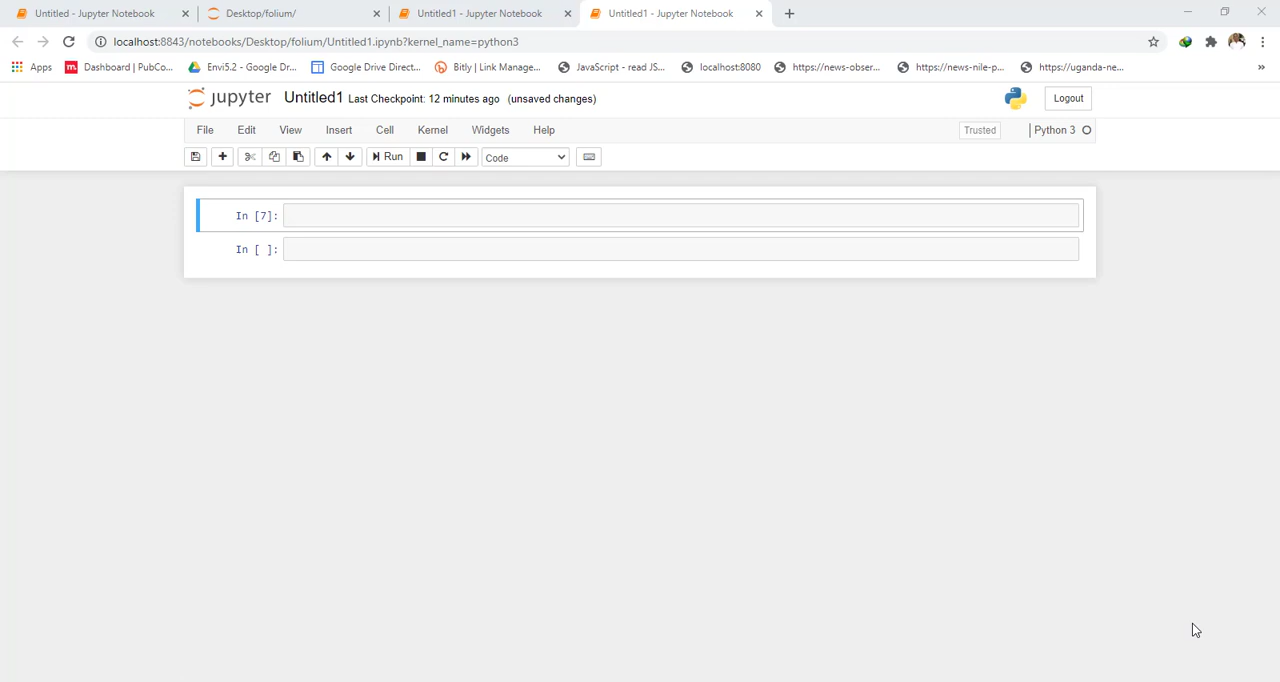 Untitled - Jupyter Notebook Desktop/folium/ Untitled1 - Jupyter Notebook Untitled1 - Jupyter Notebook
localhost:8843/notebooks/Desktop/folium/Untitled1.ipynb?kernel_name=python3
Apps Dashboard | PubCo... Envi5.2 - Google Dr... Google Drive Direct... Bitly | Link Manage... JavaScript - read JS... localhost:8080 https://news-obser... https://news-nile-p... https://uganda-ne... »
jupyter Untitled1 Last Checkpoint: 12 minutes ago (unsaved changes) Logout
File Edit View Insert Cell Kernel Widgets Help Trusted Python 3
Run Code
In [7]:
In [ ]: